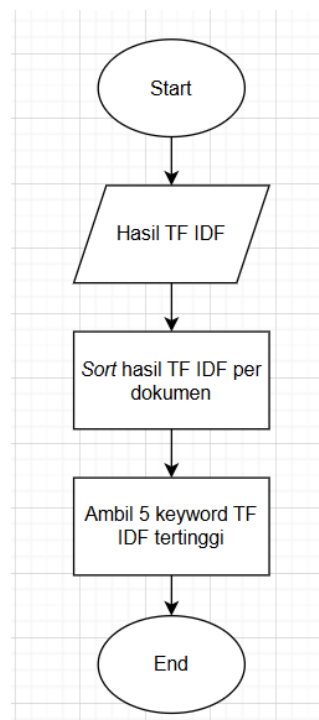 Start
Hasil TF IDF
Sort hasil TF IDF per
dokumen
Ambil 5 keyword TF
IDF tertinggi
End